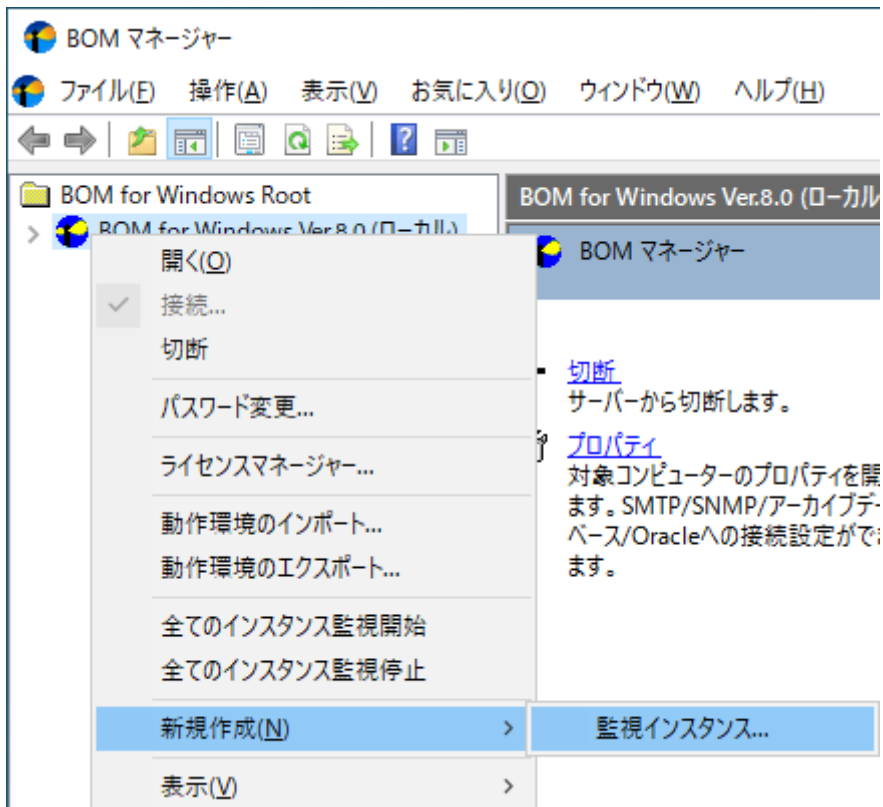 BOM マネージャー
ファイル(F) 操作(A) 表示(V) お気に入り(O) ウィンドウ(W) ヘルプ(H)
BOM for Windows Root
BOM for Windows Ver.8.0 (ローカル)
開く(O)
接続...
切断
パスワード変更...
ライセンスマネージャー...
動作環境のインポート...
動作環境のエクスポート...
全てのインスタンス監視開始
全てのインスタンス監視停止
新規作成(N)
表示(V)
監視インスタンス...
BOM for Windows Ver.8.0 (ローカル
BOM マネージャー
切断
サーバーから切断します。
プロパティ
対象コンピューターのプロパティを開
ます。SMTP/SNMP/アーカイブデー
ベース/Oracleへの接続設定ができ
ます。